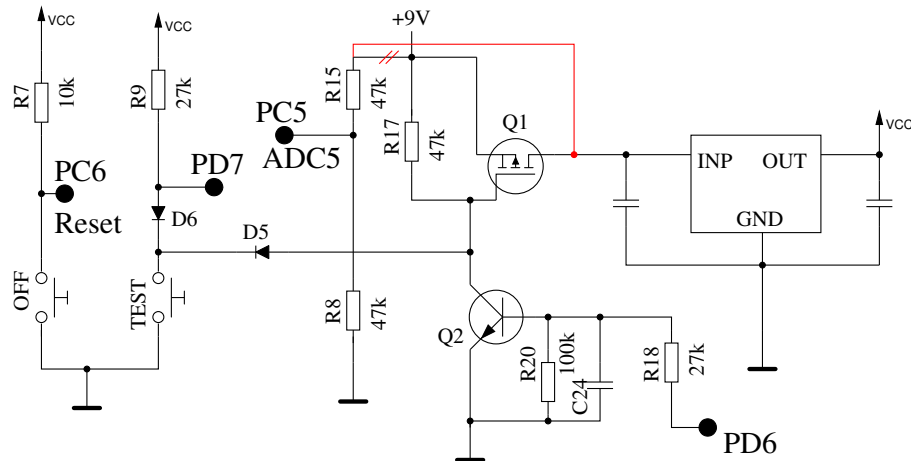 VCC
VCC
+9V
R7
10k
R9
27k
R15
47k
PC5
ADC5
R17
47k
Q1
VCC
INP OUT
GND
PC6
Reset
PD7
D6
D5
OFF
TEST
R8
47k
Q2
R20
100k
C24
R18
27k
PD6